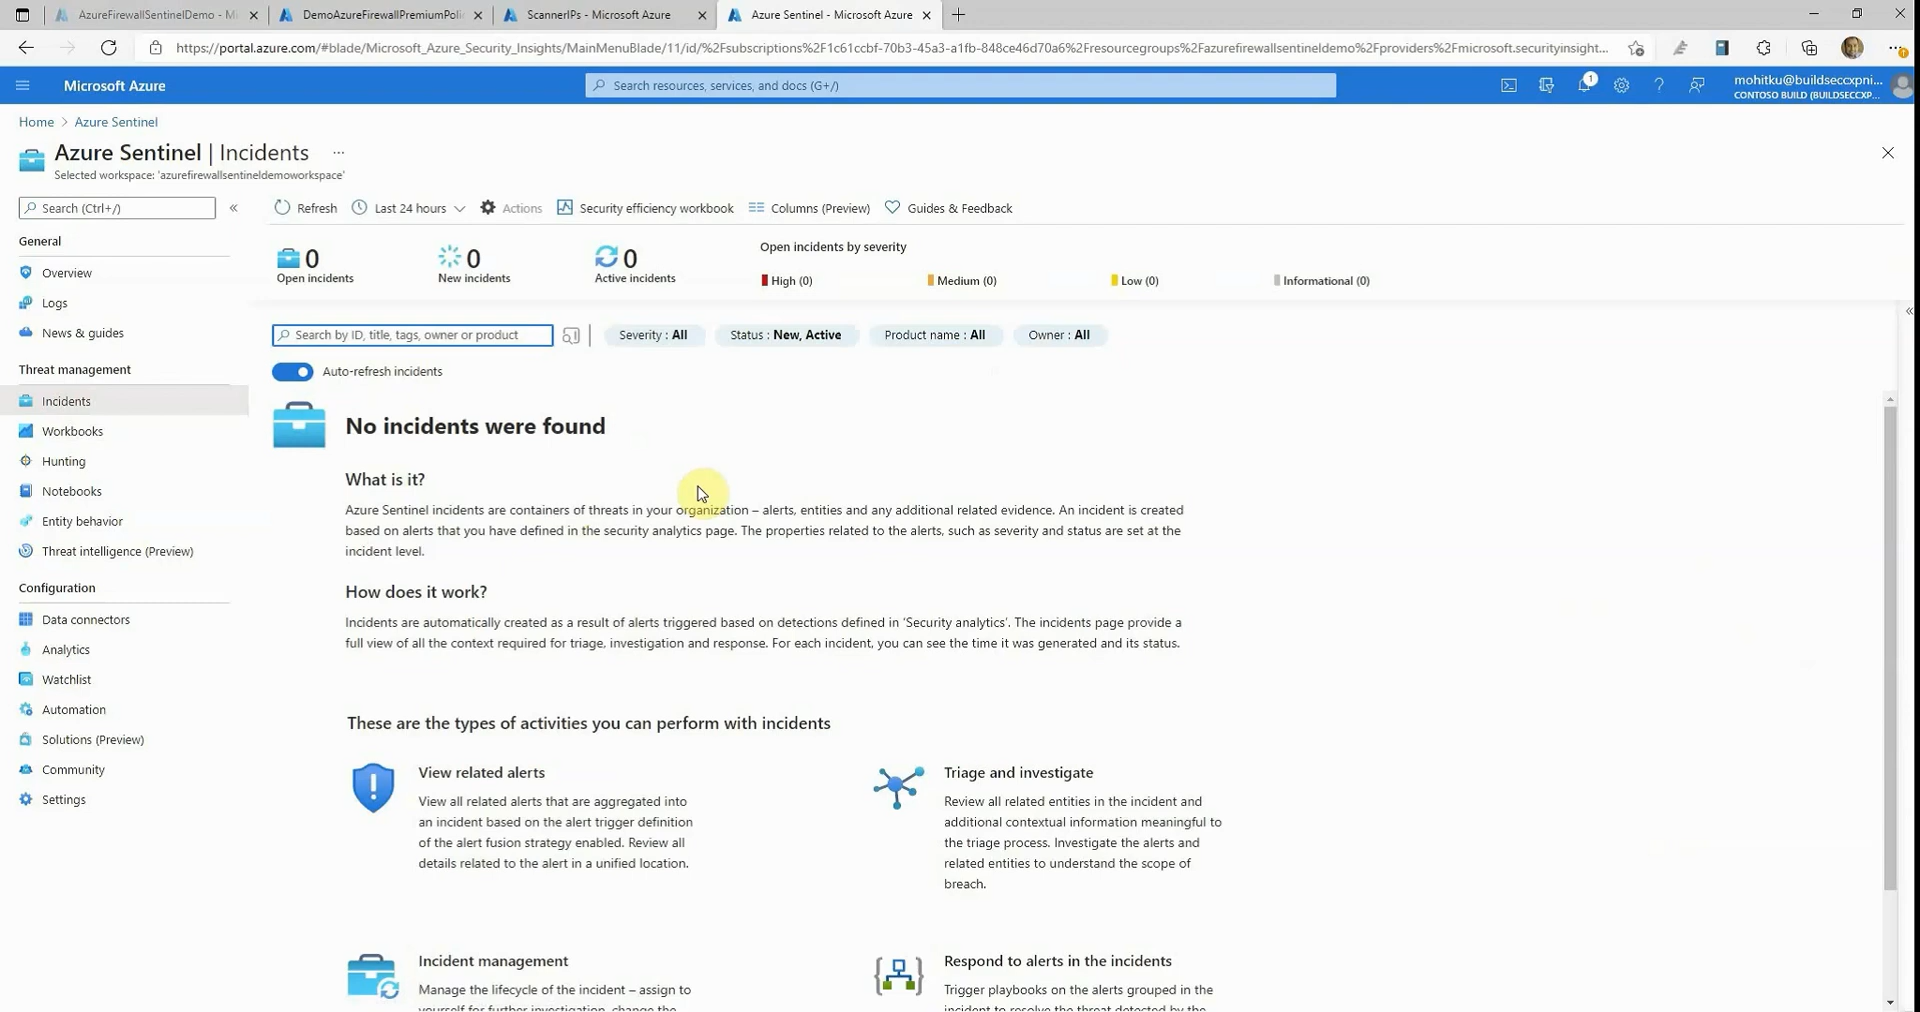 AzureFirewallSentinelDemo - Mi
DemoAzureFirewallPremiumPoli
ScannerIPs - Microsoft Azure
Azure Sentinel - Microsoft Azure
https://portal.azure.com/#blade/Microsoft_Azure_Security_Insights/MainMenuBlade/11/id/%2Fsubscriptions%2F1c61ccbf-70b3-45a3-a1fb-848ce46d70a6%2Fresourcegroups%2Fazurefirewallsentineldemo%2Fproviders%2Fmicrosoft.securityinsight...
Microsoft Azure
Search resources, services, and docs (G+/)
1
mohitku@buildseccxpni...
CONTOSO BUILD (BUILDSECCXP...
Home > Azure Sentinel
Azure Sentinel | Incidents ...
Selected workspace: 'azurefirewallsentineldemoworkspace'
Search (Ctrl+/)
«
General
Overview
Logs
News & guides
Threat management
Incidents
Workbooks
Hunting
Notebooks
Entity behavior
Threat intelligence (Preview)
Configuration
Data connectors
Analytics
Watchlist
Automation
Solutions (Preview)
Community
Settings
Refresh
Last 24 hours
Actions
Security efficiency workbook
Columns (Preview)
Guides & Feedback
0
Open incidents
0
New incidents
0
Active incidents
Open incidents by severity
High (0)
Medium (0)
Low (0)
Informational (0)
«
Search by ID, title, tags, owner or product
Severity : All
Status : New, Active
Product name : All
Owner : All
Auto-refresh incidents
No incidents were found
What is it?
Azure Sentinel incidents are containers of threats in your organization – alerts, entities and any additional related evidence. An incident is created
based on alerts that you have defined in the security analytics page. The properties related to the alerts, such as severity and status are set at the
incident level.
How does it work?
Incidents are automatically created as a result of alerts triggered based on detections defined in ‘Security analytics’. The incidents page provide a
full view of all the context required for triage, investigation and response. For each incident, you can see the time it was generated and its status.
These are the types of activities you can perform with incidents
View related alerts
View all related alerts that are aggregated into
an incident based on the alert trigger definition
of the alert fusion strategy enabled. Review all
details related to the alert in a unified location.
Triage and investigate
Review all related entities in the incident and
additional contextual information meaningful to
the triage process. Investigate the alerts and
related entities to understand the scope of
breach.
Incident management
Manage the lifecycle of the incident – assign to
yourself for further investigation, change the
Respond to alerts in the incidents
Trigger playbooks on the alerts grouped in the
incident to resolve the threat detected by the